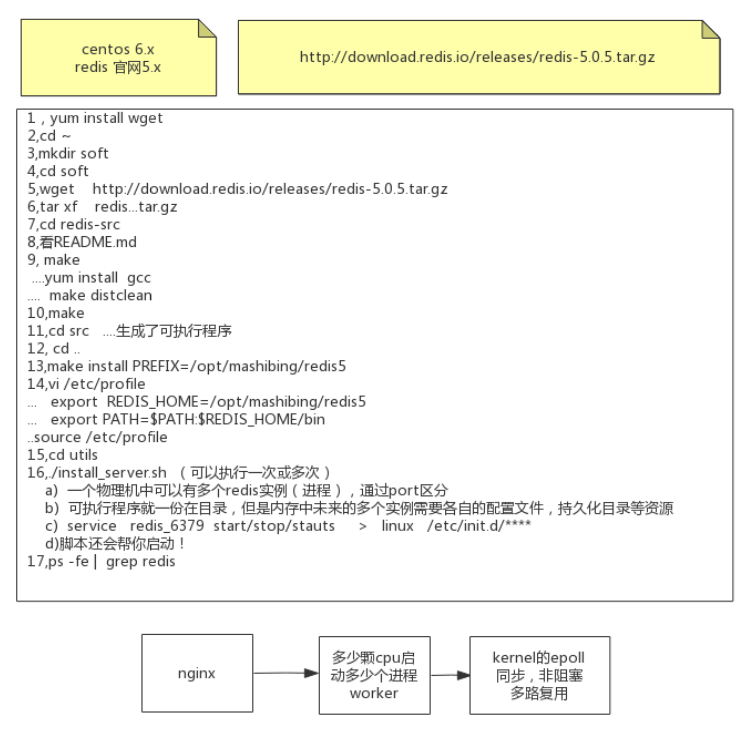 centos 6.x
redis 官网5.x
http://download.redis.io/releases/redis-5.0.5.tar.gz
1，yum install wget
2,cd ~
3,mkdir soft
4,cd soft
5,wget    http://download.redis.io/releases/redis-5.0.5.tar.gz
6,tar xf    redis...tar.gz
7,cd redis-src
8,看README.md
9, make
....yum install  gcc
....  make distclean
10,make
11,cd src   ....生成了可执行程序
12, cd ..
13,make install PREFIX=/opt/mashibing/redis5
14,vi /etc/profile
...   export  REDIS_HOME=/opt/mashibing/redis5
...   export PATH=$PATH:$REDIS_HOME/bin
..source /etc/profile
15,cd utils
16,./install_server.sh （可以执行一次或多次）
a)  一个物理机中可以有多个redis实例（进程），通过port区分
b)  可执行程序就一份在目录，但是内存中未来的多个实例需要各自的配置文件，持久化目录等资源
c)  service   redis_6379  start/stop/stauts     >   linux   /etc/init.d/****
d)脚本还会帮你启动！
17,ps -fe |  grep redis
nginx
多少颗cpu启
动多少个进程
worker
kernel的epoll
同步，非阻塞
多路复用